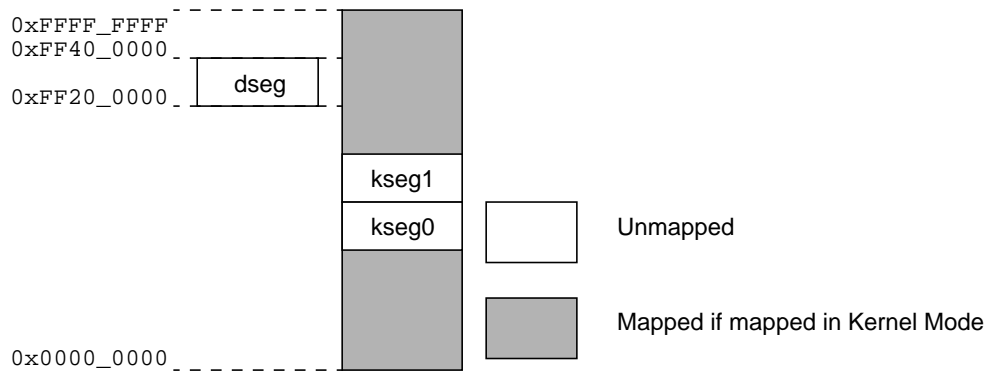 0xFFFF_FFFF
0xFF40_0000
dseg
0xFF20_0000
kseg1
kseg0
Unmapped
Mapped if mapped in Kernel Mode
0x0000_0000